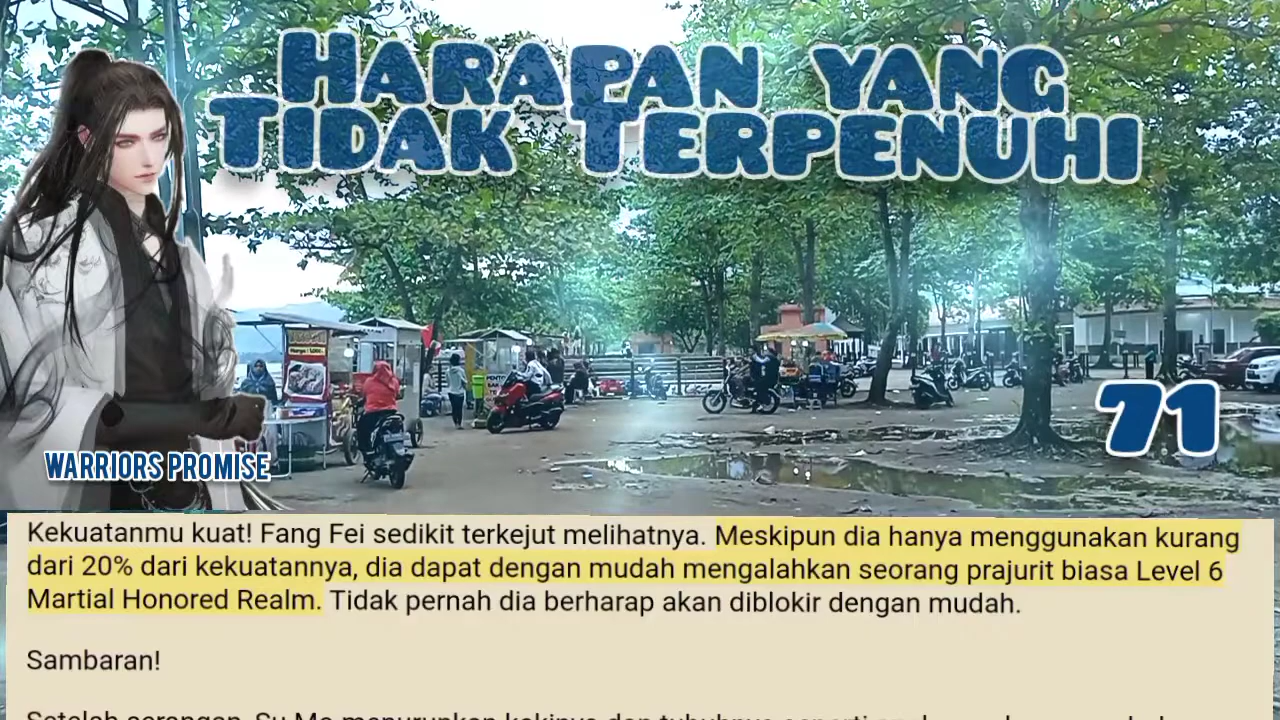 HARAPAN YANG
TIDAK TERPENUHI
71
WARRIORS PROMISE
Kekuatanmu kuat! Fang Fei sedikit terkejut melihatnya. Meskipun dia hanya menggunakan kurang
dari 20% dari kekuatannya, dia dapat dengan mudah mengalahkan seorang prajurit biasa Level 6
Martial Honored Realm. Tidak pernah dia berharap akan diblokir dengan mudah.
Sambaran!